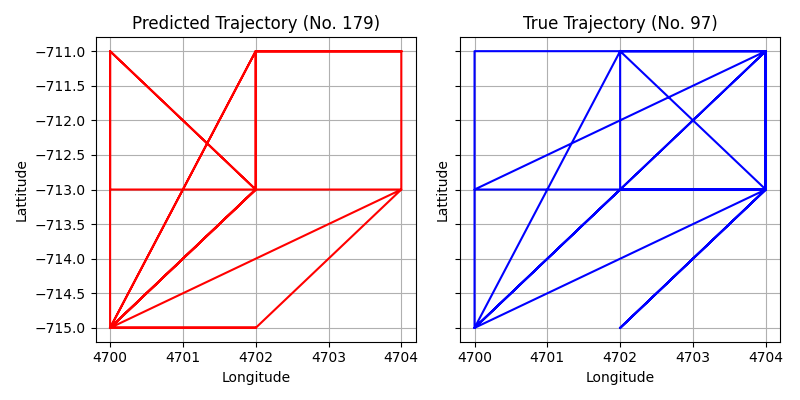 Predicted Trajectory (No. 179)
True Trajectory (No. 97)
−711.0
−711.5
−712.0
−712.5
−713.0
−713.5
−714.0
−714.5
−715.0
Lattitude
Lattitude
4700 4701 4702 4703 4704
4700 4701 4702 4703 4704
Longitude
Longitude